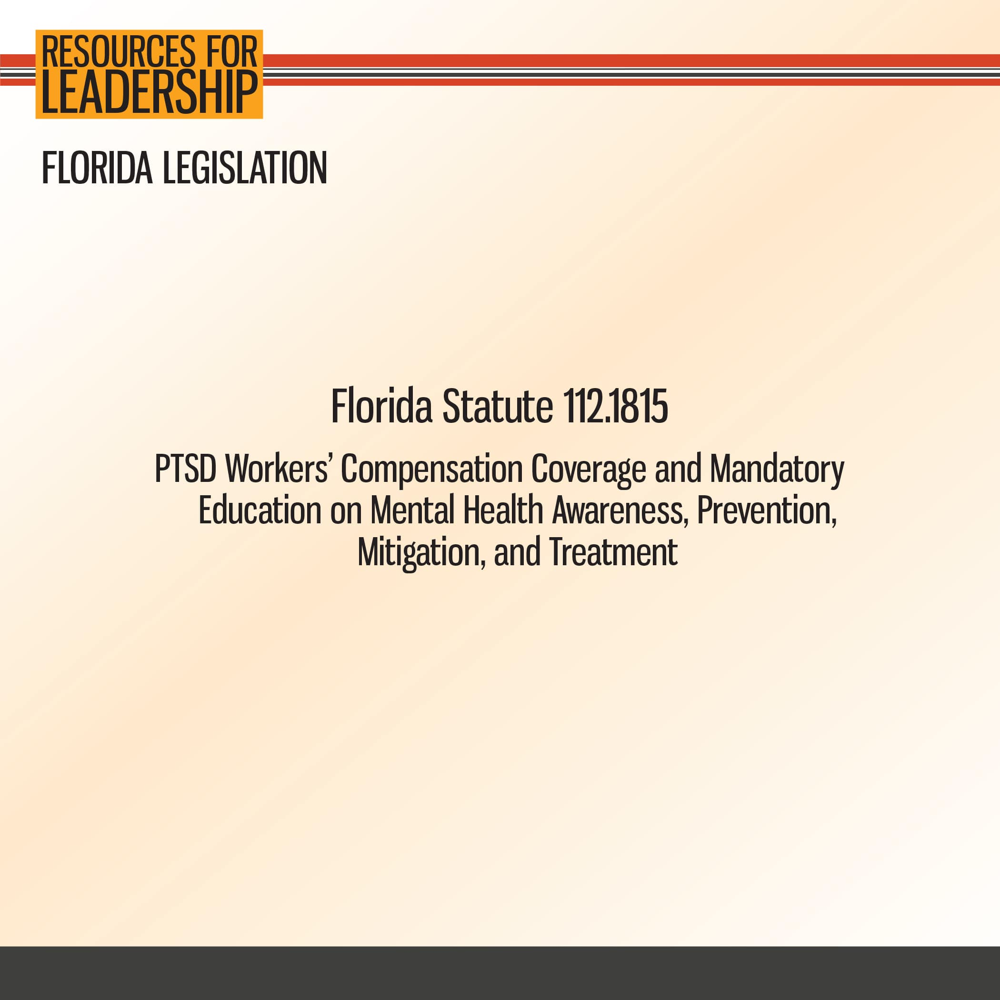 RESOURCES FOR
LEADERSHIP
FLORIDA LEGISLATION
Florida Statute 112.1815
PTSD Workers’ Compensation Coverage and Mandatory
Education on Mental Health Awareness, Prevention,
Mitigation, and Treatment